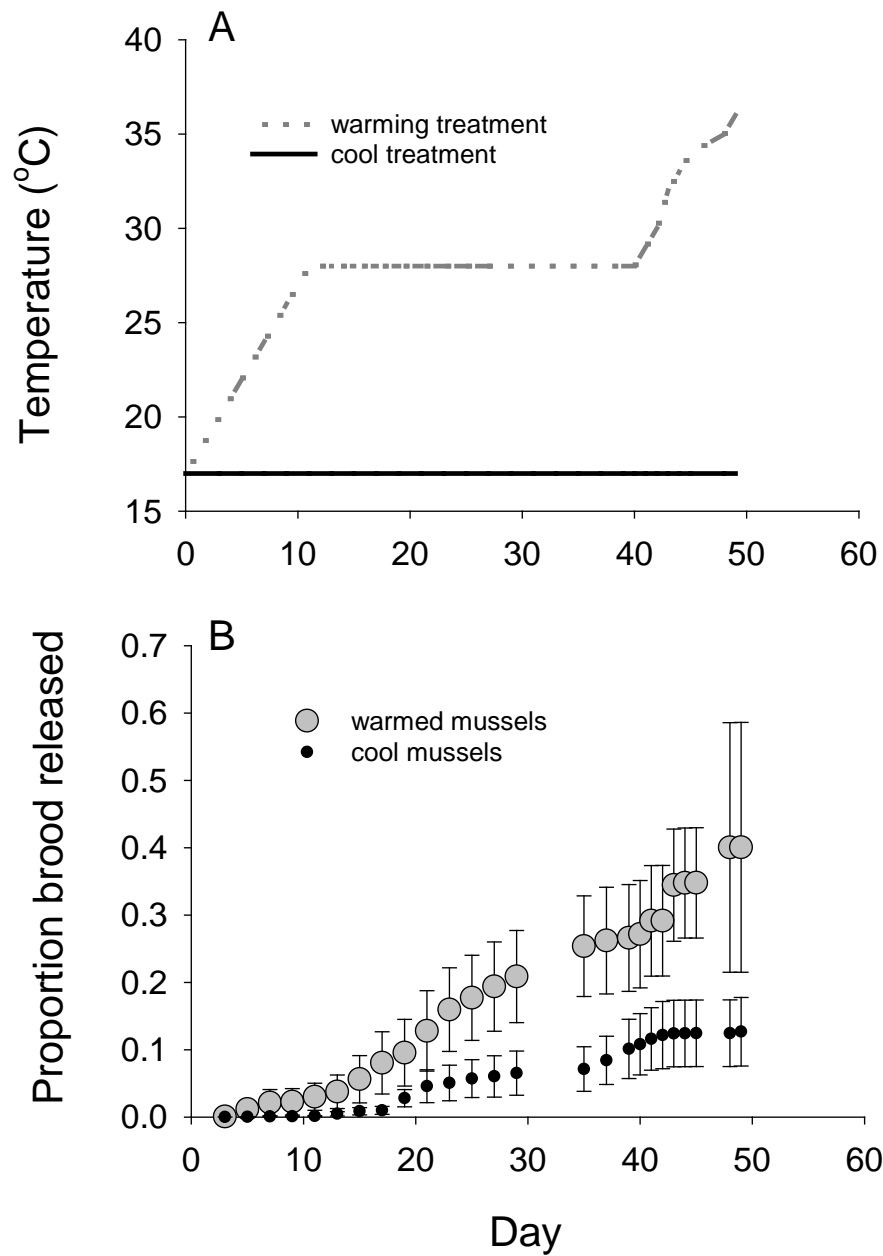 A
40
35
30
25
20
15
Temperature (°C)
warming treatment
cool treatment
0 10 20 30 40 50 60
B
0.7
0.6
0.5
0.4
0.3
0.2
0.1
0.0
Proportion brood released
warmed mussels
cool mussels
0 10 20 30 40 50 60
Day